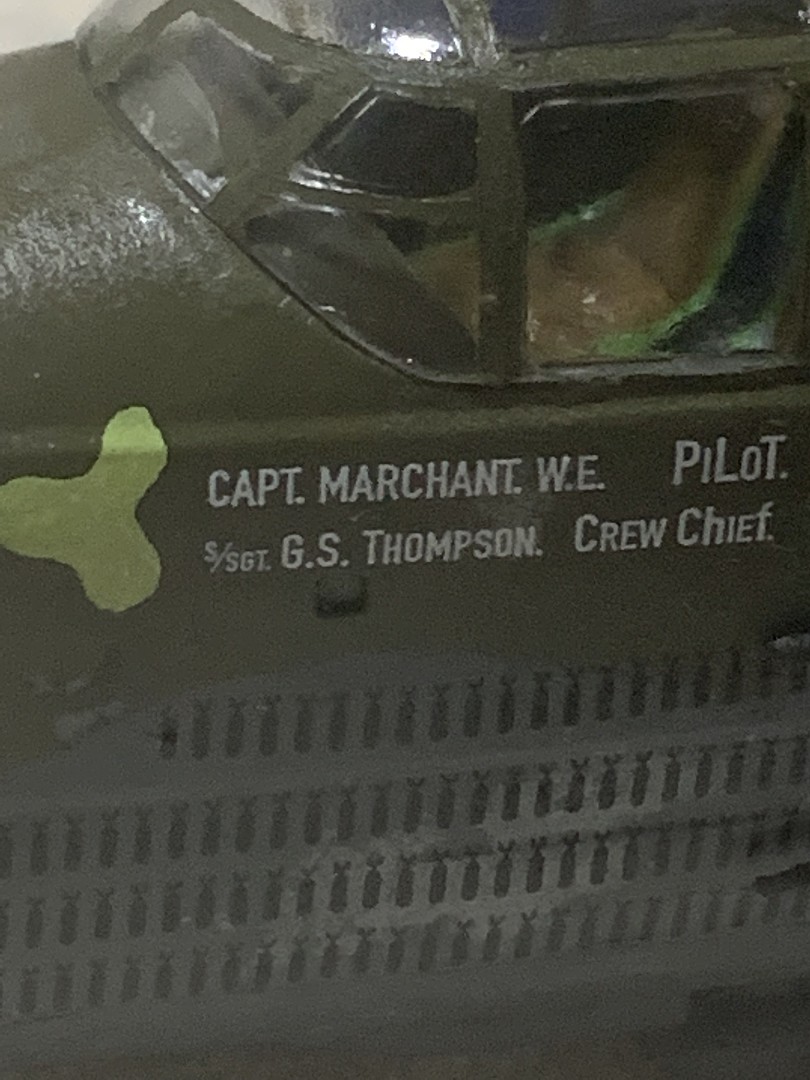 CAPT. MARCHANT. W.E. PiLoT.
S/SGT. G.S. THOMPSON. CREW ChIEf.